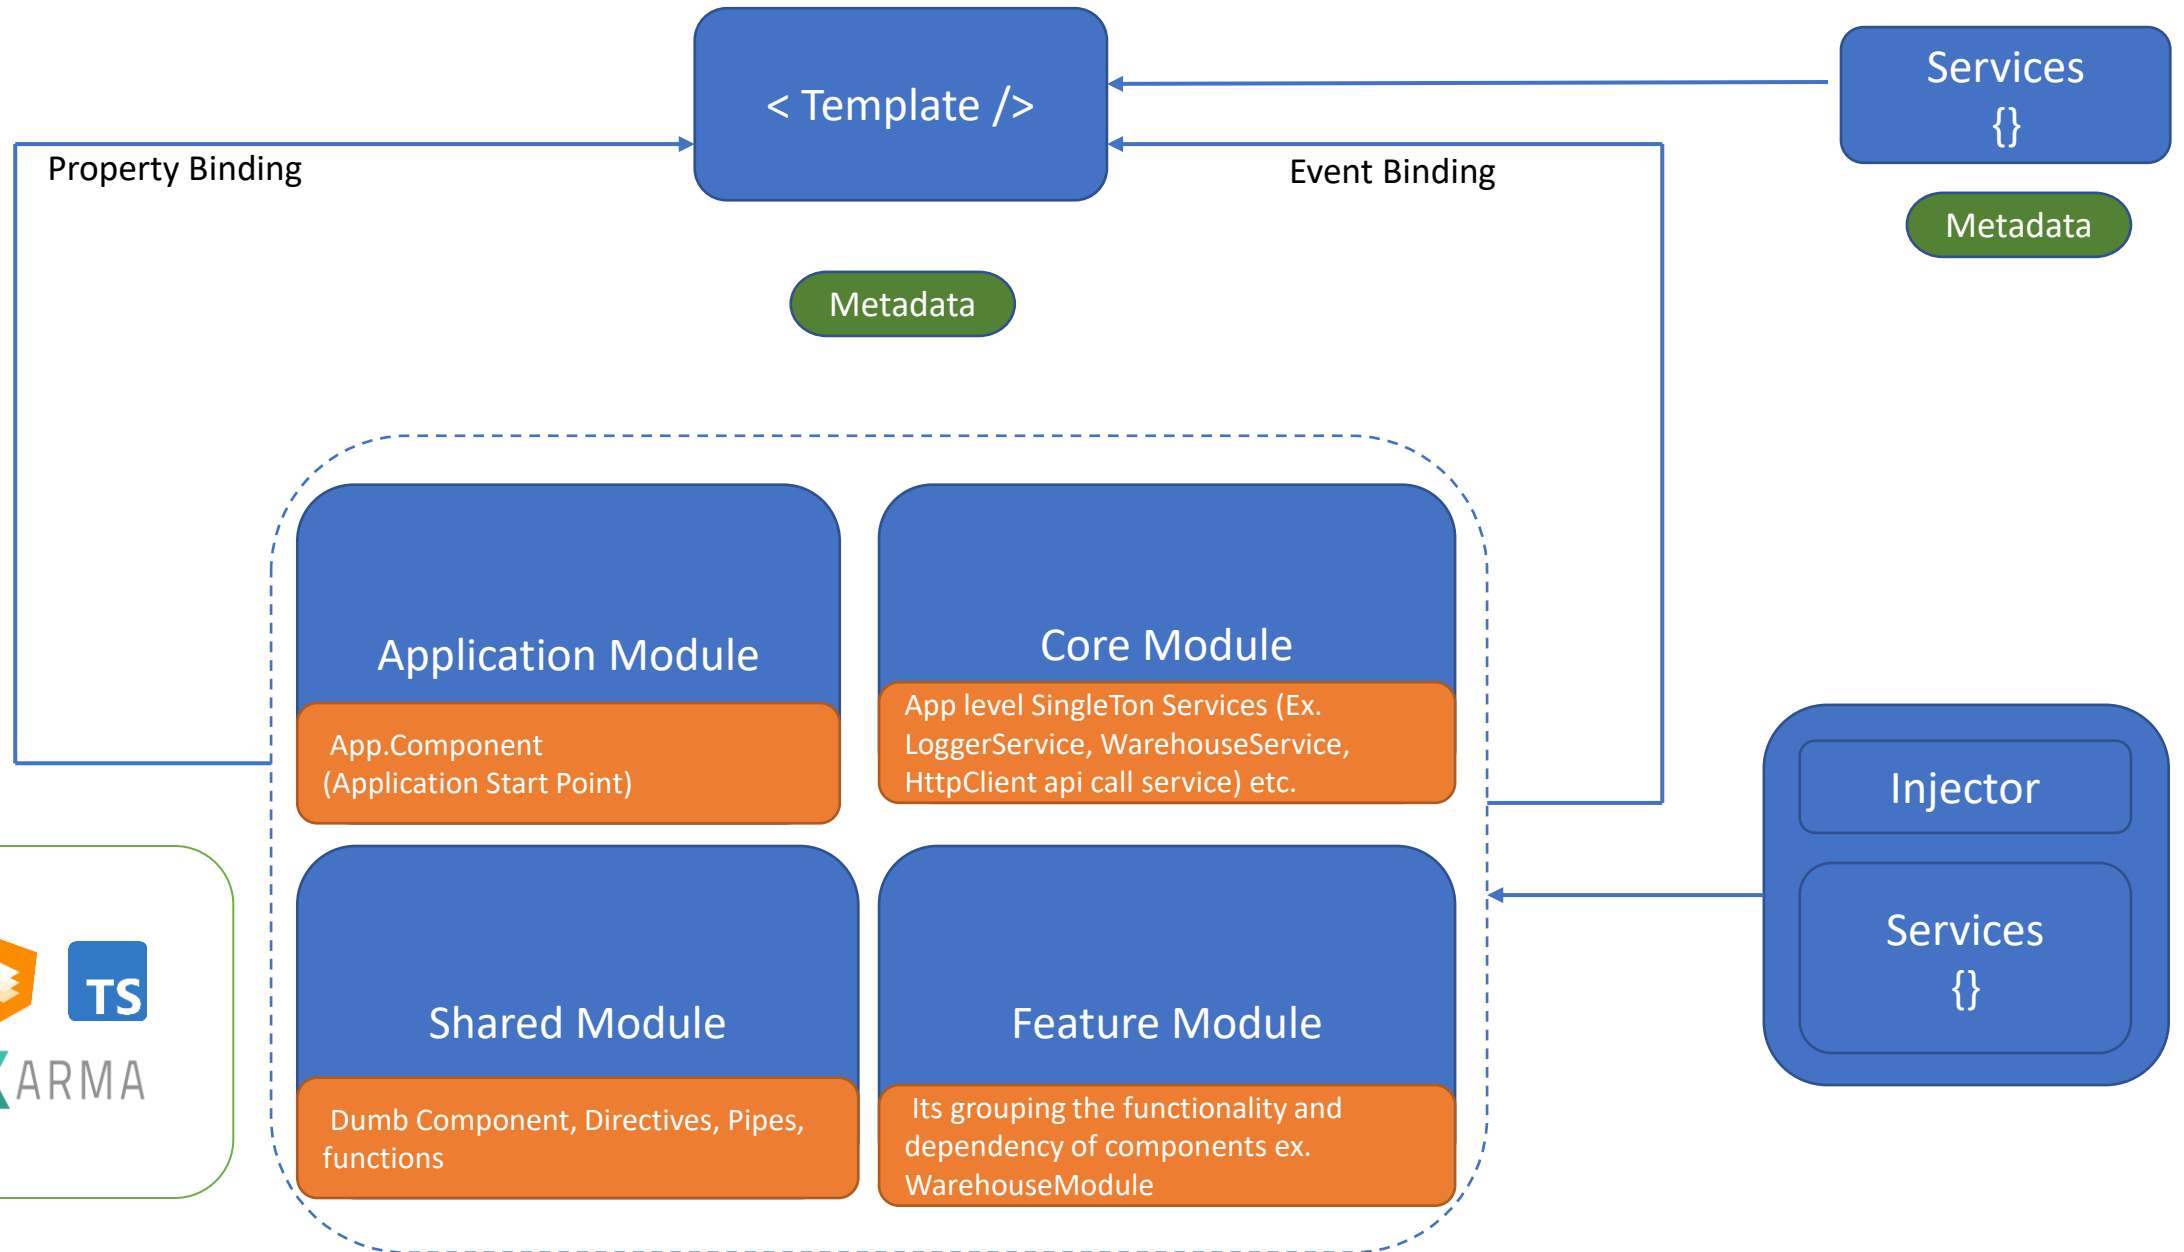 < Template />
Services
{}
Property Binding
Event Binding
Metadata
Metadata
Application Module
App.Component
(Application Start Point)
Core Module
App level SingleTon Services (Ex.
LoggerService, WarehouseService,
HttpClient api call service) etc.
Injector
Services
{}
TS
KARMA
Shared Module
Dumb Component, Directives, Pipes,
functions
Feature Module
Its grouping the functionality and
dependency of components ex.
WarehouseModule